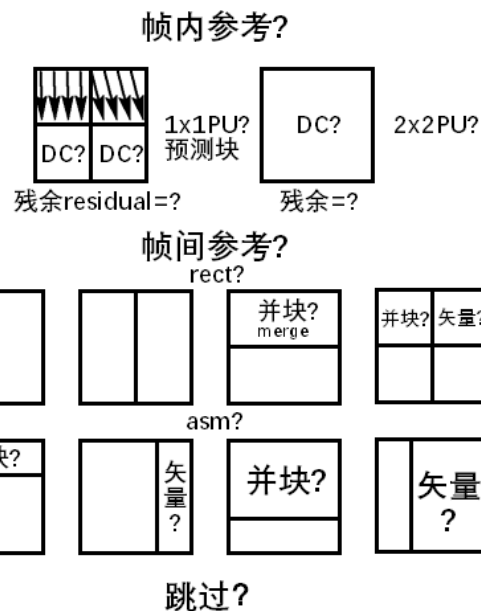 帧内参考?
DC?
DC? DC?
1x1PU?
预测块
2x2PU?
残余residual=?
残余=?
帧间参考?
rect?
并块?
merge
并块? 矢量?
asm?
块?
矢量?
并块?
矢量?
跳过?